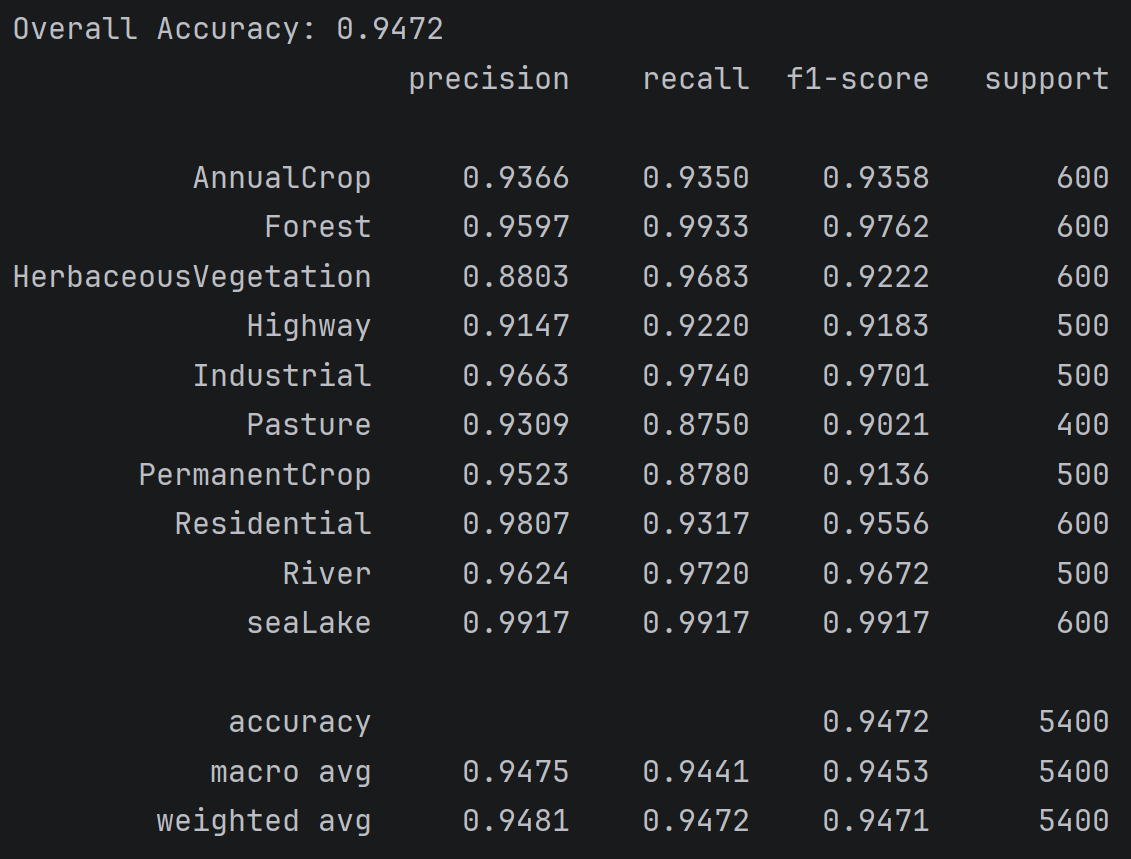 Overall Accuracy: 0.9472
precision recall f1-score support
AnnualCrop 0.9366 0.9350 0.9358 600
Forest 0.9597 0.9933 0.9762 600
HerbaceousVegetation 0.8803 0.9683 0.9222 600
Highway 0.9147 0.9220 0.9183 500
Industrial 0.9663 0.9740 0.9701 500
Pasture 0.9309 0.8750 0.9021 400
PermanentCrop 0.9523 0.8780 0.9136 500
Residential 0.9807 0.9317 0.9556 600
River 0.9624 0.9720 0.9672 500
seaLake 0.9917 0.9917 0.9917 600
accuracy 0.9472 5400
macro avg 0.9475 0.9441 0.9453 5400
weighted avg 0.9481 0.9472 0.9471 5400